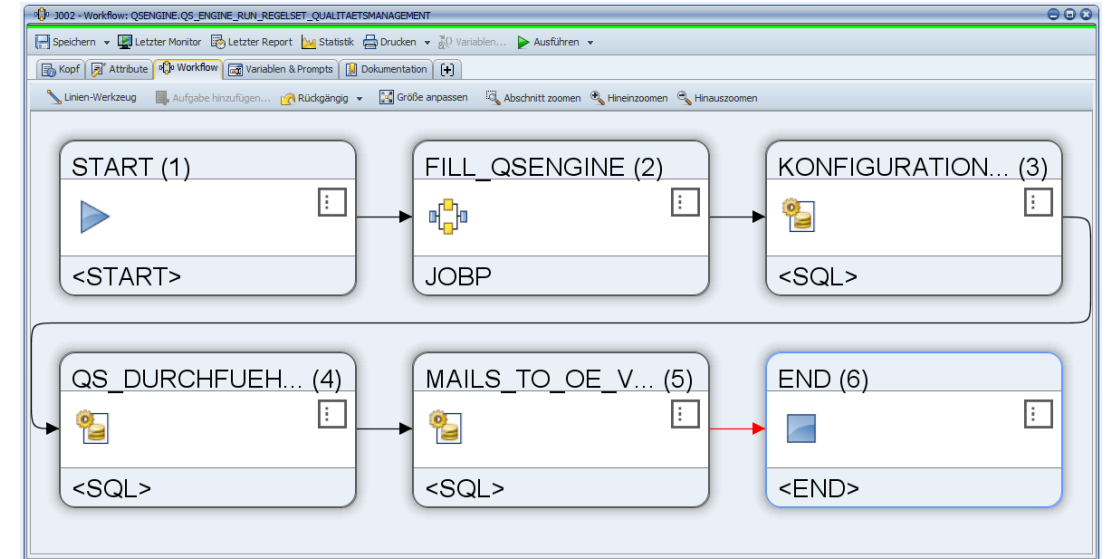 J002 - Workflow: QSENGINE.QS_ENGINE_RUN_REGELSET_QUALITAETSMANAGEMENT
Speichern Letzter Monitor Letzter Report Statistik Drucken Variablen... Ausführen
Kopf Attribute Workflow Variablen & Prompts Dokumentation [+]
Linien-Werkzeug Aufgabe hinzufügen... Rückgängig Größe anpassen Abschnitt zoomen Hineinzoomen Hinauszoomen
START (1) FILL_QSENGINE (2) KONFIGURATION... (3)
<START> JOBP <SQL>
QS_DURCHFUEH... (4) MAILS_TO_OE_V... (5) END (6)
<SQL> <SQL> <END>